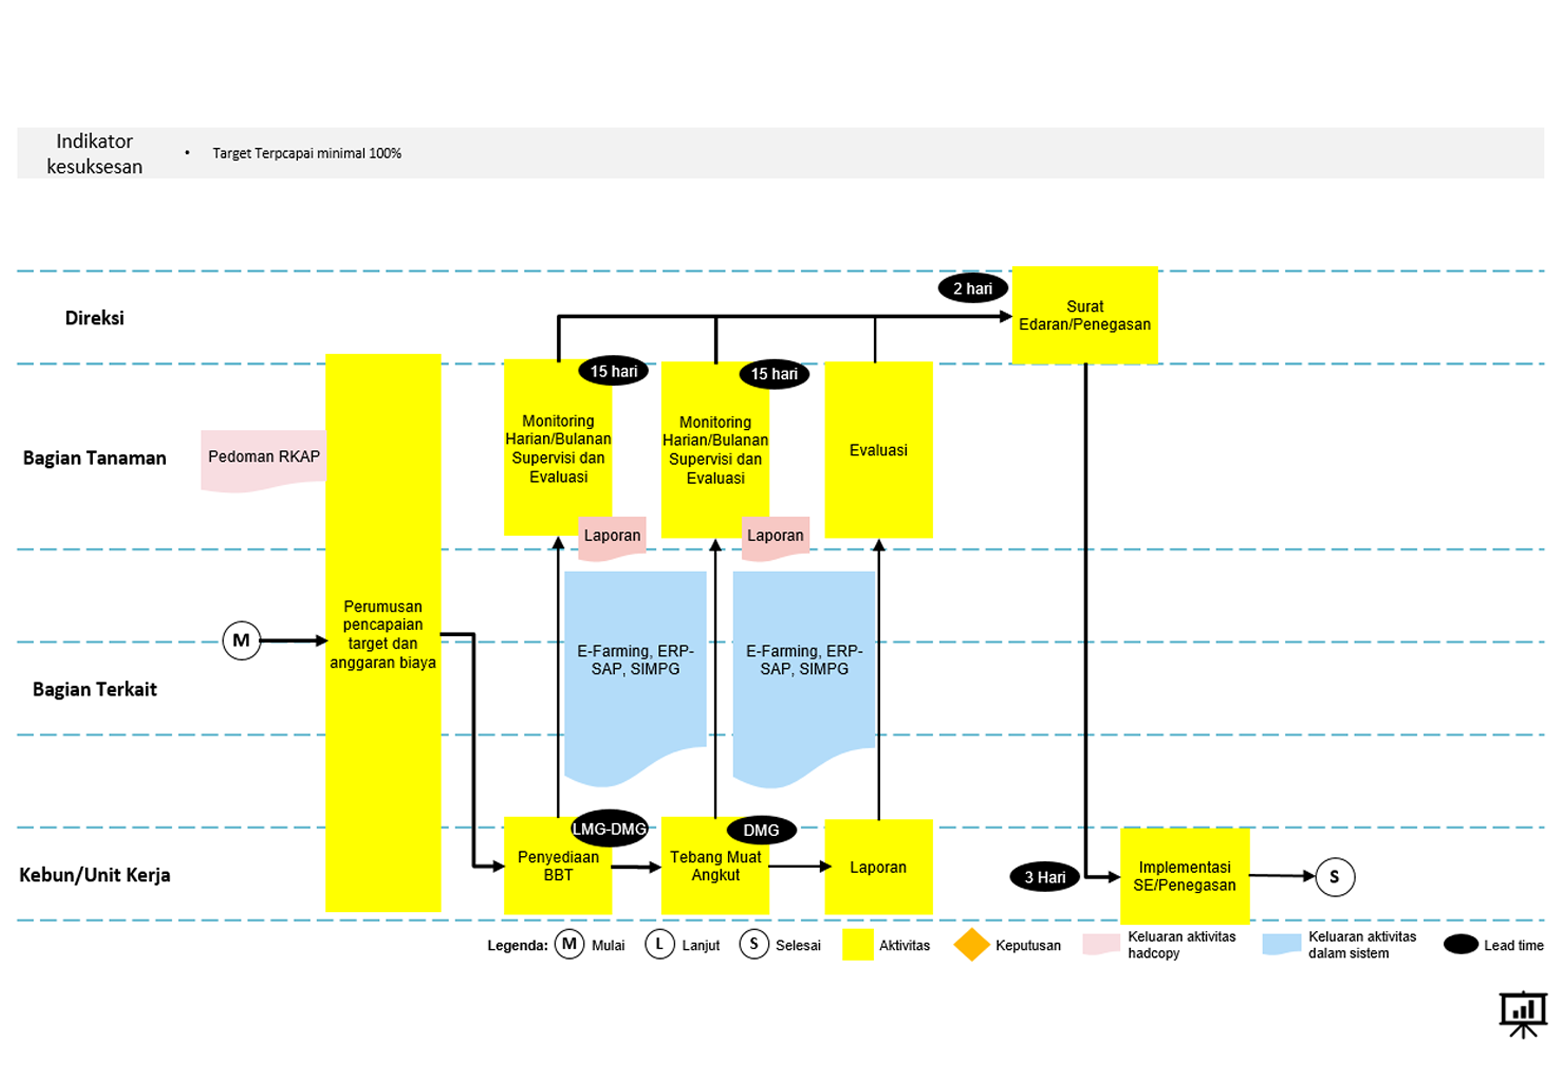 Indikator
kesuksesan
• Target Terpcapai minimal 100%
Direksi
2 hari
Surat
Edaran/Penegasan
Bagian Tanaman
Pedoman RKAP
15 hari
Monitoring
Harian/Bulanan
Supervisi dan
Evaluasi
15 hari
Monitoring
Harian/Bulanan
Supervisi dan
Evaluasi
Evaluasi
Laporan
Laporan
M
Perumusan
pencapaian
target dan
anggaran biaya
E-Farming, ERP-
SAP, SIMPG
E-Farming, ERP-
SAP, SIMPG
Bagian Terkait
Kebun/Unit Kerja
LMG-DMG
Penyediaan
BBT
DMG
Tebang Muat
Angkut
Laporan
3 Hari
Implementasi
SE/Penegasan
S
Legenda:
M Mulai
L Lanjut
S Selesai
Aktivitas
Keputusan
Keluaran aktivitas
hadcopy
Keluaran aktivitas
dalam sistem
Lead time